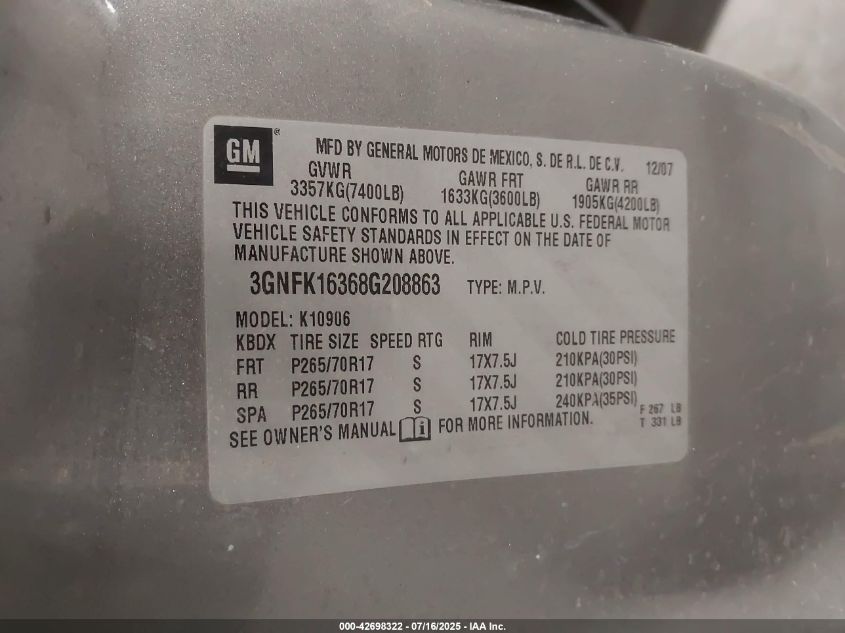 GM ®
MFD BY GENERAL MOTORS DE MEXICO, S. DE R.L. DE C.V. 12/07
GVWR GAWR FRT GAWR RR
3357KG(7400LB) 1633KG(3600LB) 1905KG(4200LB)
THIS VEHICLE CONFORMS TO ALL APPLICABLE U.S. FEDERAL MOTOR
VEHICLE SAFETY STANDARDS IN EFFECT ON THE DATE OF
MANUFACTURE SHOWN ABOVE.
3GNFK16368G208863 TYPE: M.P.V.
MODEL: K10906
KBDX TIRE SIZE SPEED RTG RIM COLD TIRE PRESSURE
FRT P265/70R17 S 17X7.5J 210KPA(30PSI)
RR P265/70R17 S 17X7.5J 210KPA(30PSI)
SPA P265/70R17 S 17X7.5J 240KPA(35PSI) F 267 LB
SEE OWNER'S MANUAL i FOR MORE INFORMATION. T 331 LB
000-42698322 - 07/16/2025 - IAA Inc.